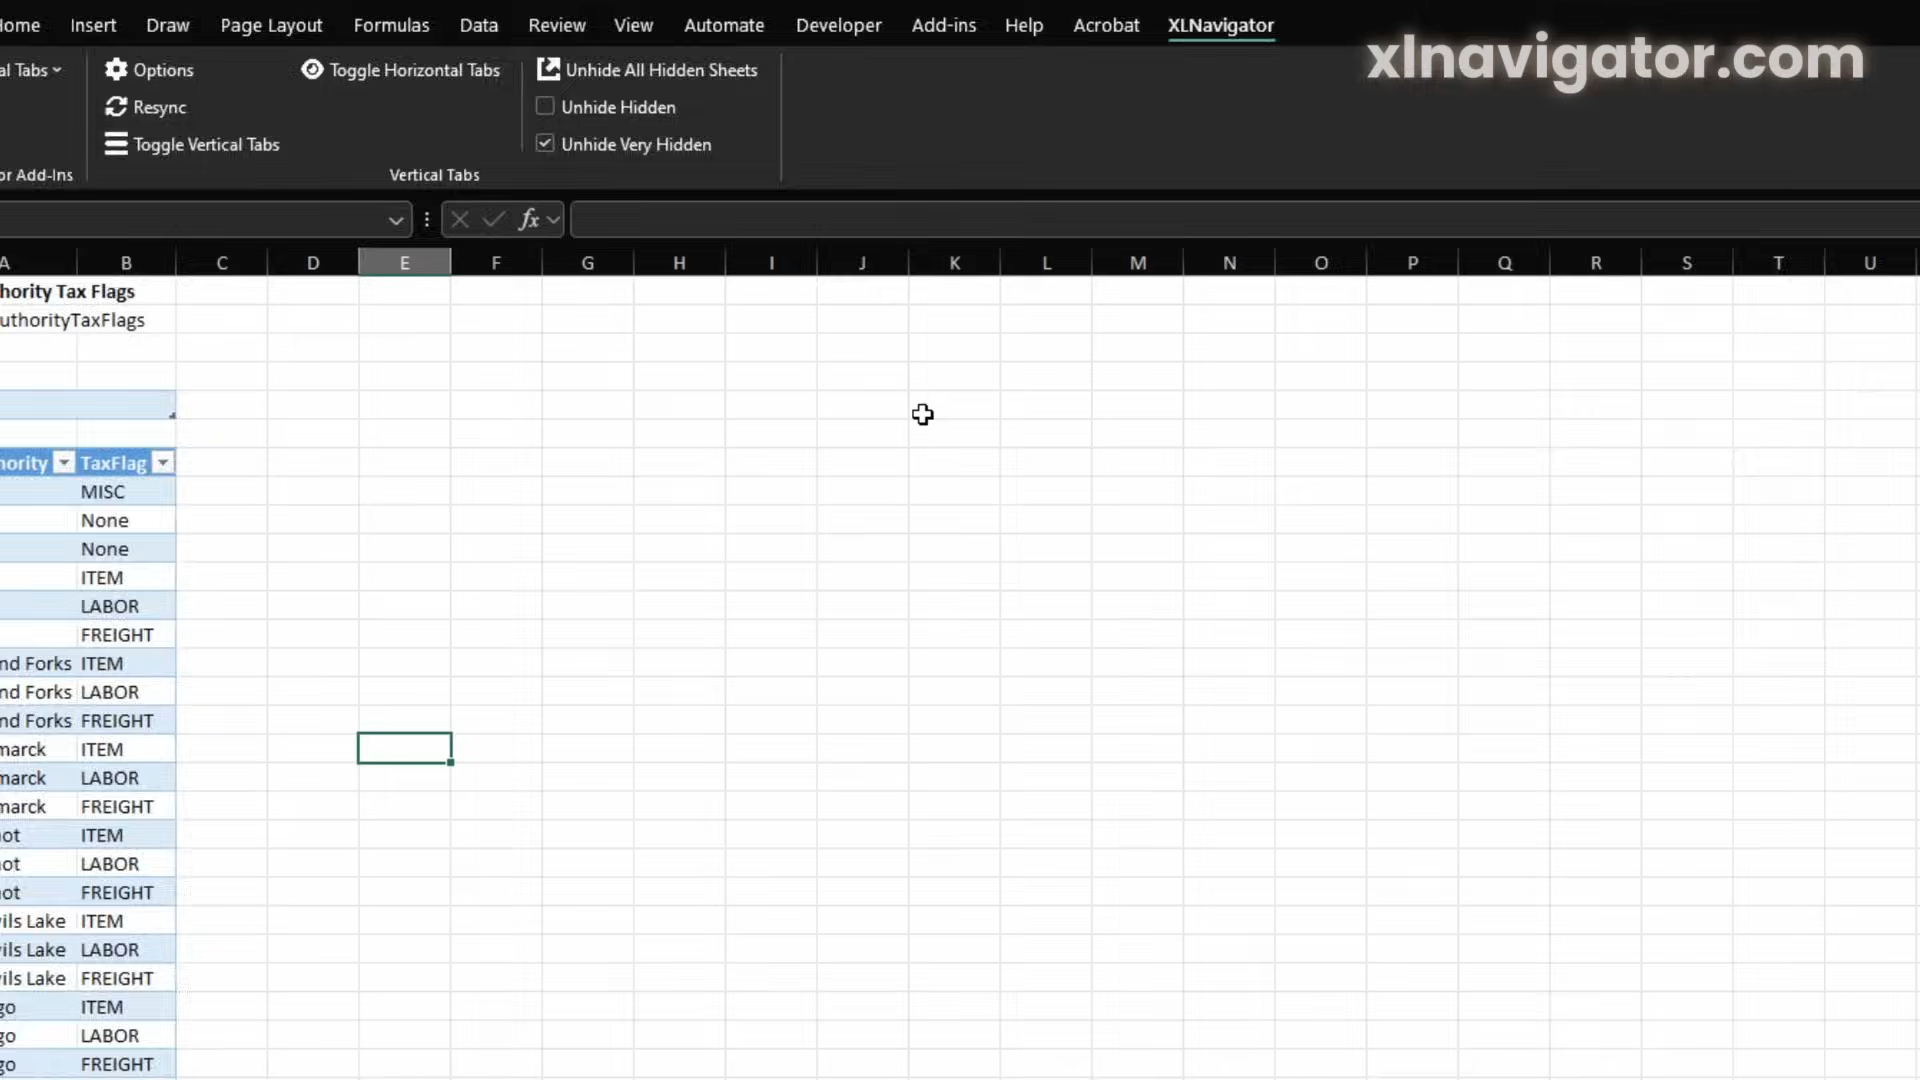 ome Insert Draw Page Layout Formulas Data Review View Automate Developer Add-ins Help Acrobat XLNavigator
xlnavigator.com
al Tabs Options Toggle Horizontal Tabs Unhide All Hidden Sheets
Resync Unhide Hidden
Toggle Vertical Tabs Unhide Very Hidden
or Add-Ins Vertical Tabs
fx
A B C D E F G H I J K L M N O P Q R S T U
hority Tax Flags
uthorityTaxFlags
hority TaxFlag
MISC
None
None
ITEM
LABOR
FREIGHT
nd Forks ITEM
nd Forks LABOR
nd Forks FREIGHT
marck ITEM
marck LABOR
marck FREIGHT
ot ITEM
ot LABOR
ot FREIGHT
vils Lake ITEM
vils Lake LABOR
vils Lake FREIGHT
go ITEM
go LABOR
go FREIGHT